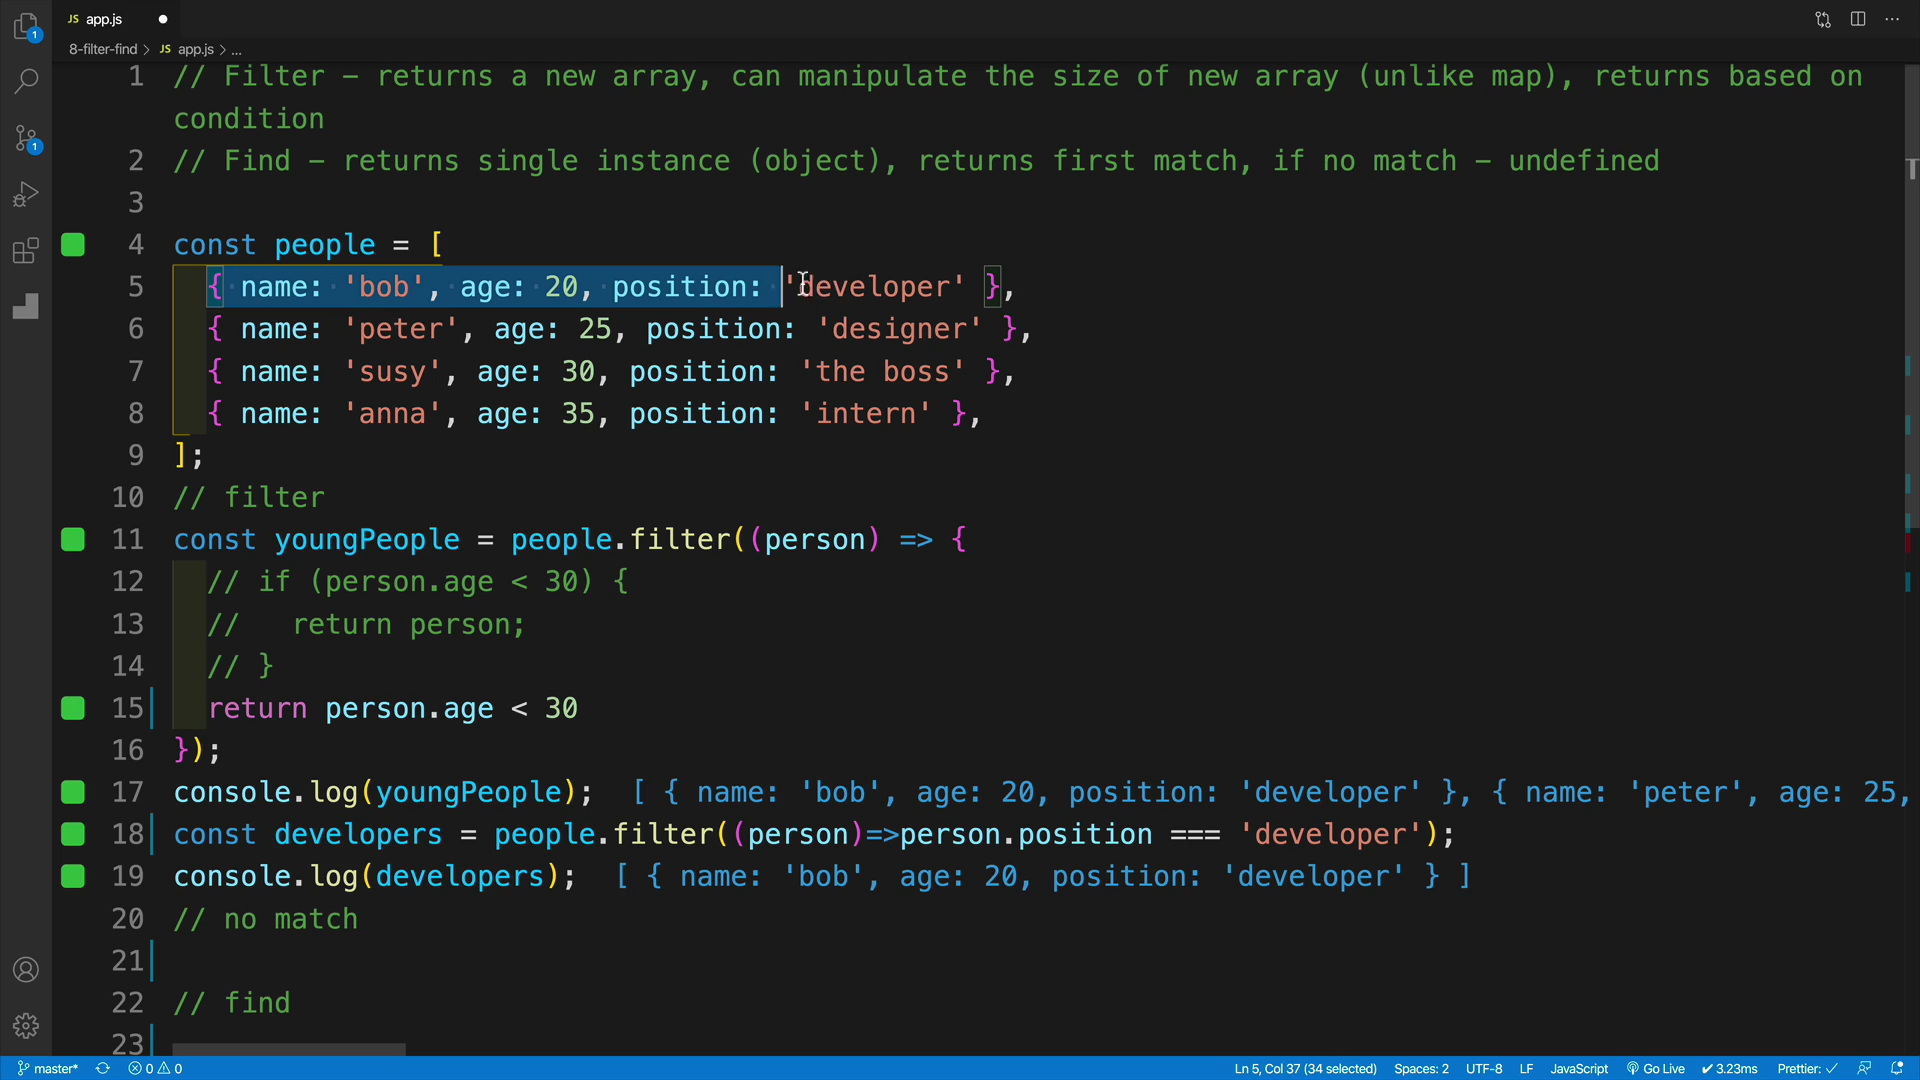 JS app.js
8-filter-find > JS app.js > ...
1 // Filter - returns a new array, can manipulate the size of new array (unlike map), returns based on
condition
2 // Find - returns single instance (object), returns first match, if no match - undefined
3
4 const people = [
5 { name: 'bob', age: 20, position: 'developer' },
6 { name: 'peter', age: 25, position: 'designer' },
7 { name: 'susy', age: 30, position: 'the boss' },
8 { name: 'anna', age: 35, position: 'intern' },
9 ];
10 // filter
11 const youngPeople = people.filter((person) => {
12 // if (person.age < 30) {
13 //   return person;
14 // }
15 return person.age < 30
16 });
17 console.log(youngPeople); [ { name: 'bob', age: 20, position: 'developer' }, { name: 'peter', age: 25,
18 const developers = people.filter((person)=>person.position === 'developer');
19 console.log(developers); [ { name: 'bob', age: 20, position: 'developer' } ]
20 // no match
21
22 // find
23
1
1
master* 0 0 Ln 5, Col 37 (34 selected) Spaces: 2 UTF-8 LF JavaScript Go Live ✓ 3.23ms Prettier: ✓